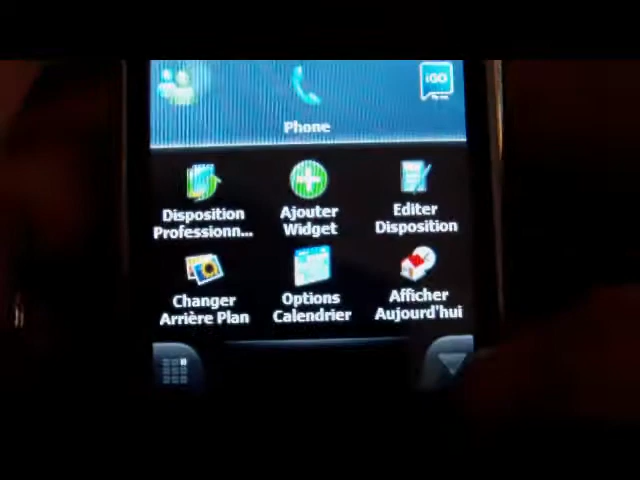 iGO
Phone
Disposition
Professionn...
Ajouter
Widget
Editer
Disposition
Changer
Arrière Plan
Options
Calendrier
Afficher
Aujourd'hui